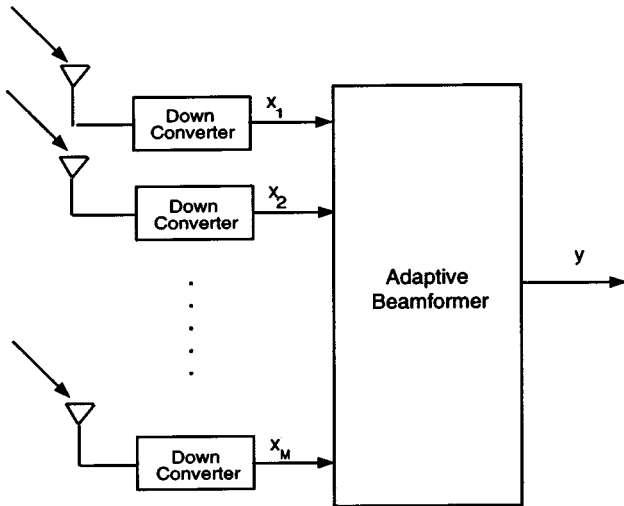 Down
Converter
x1
Down
Converter
x2
Adaptive
Beamformer
y
Down
Converter
xM